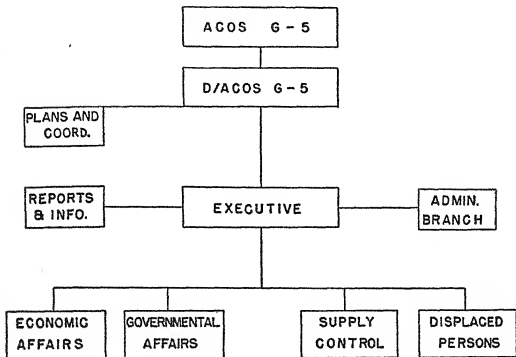 ACOS G-5
D/ACOS G-5
PLANS AND
COORD.
REPORTS
& INFO.
EXECUTIVE
ADMIN.
BRANCH
ECONOMIC
AFFAIRS
GOVERNMENTAL
AFFAIRS
SUPPLY
CONTROL
DISPLACED
PERSONS